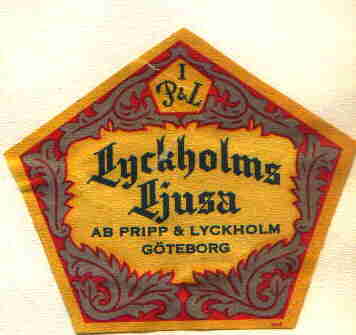 I
P&L
Lyckholms
Ljusa
AB PRIPP & LYCKHOLM
GÖTEBORG